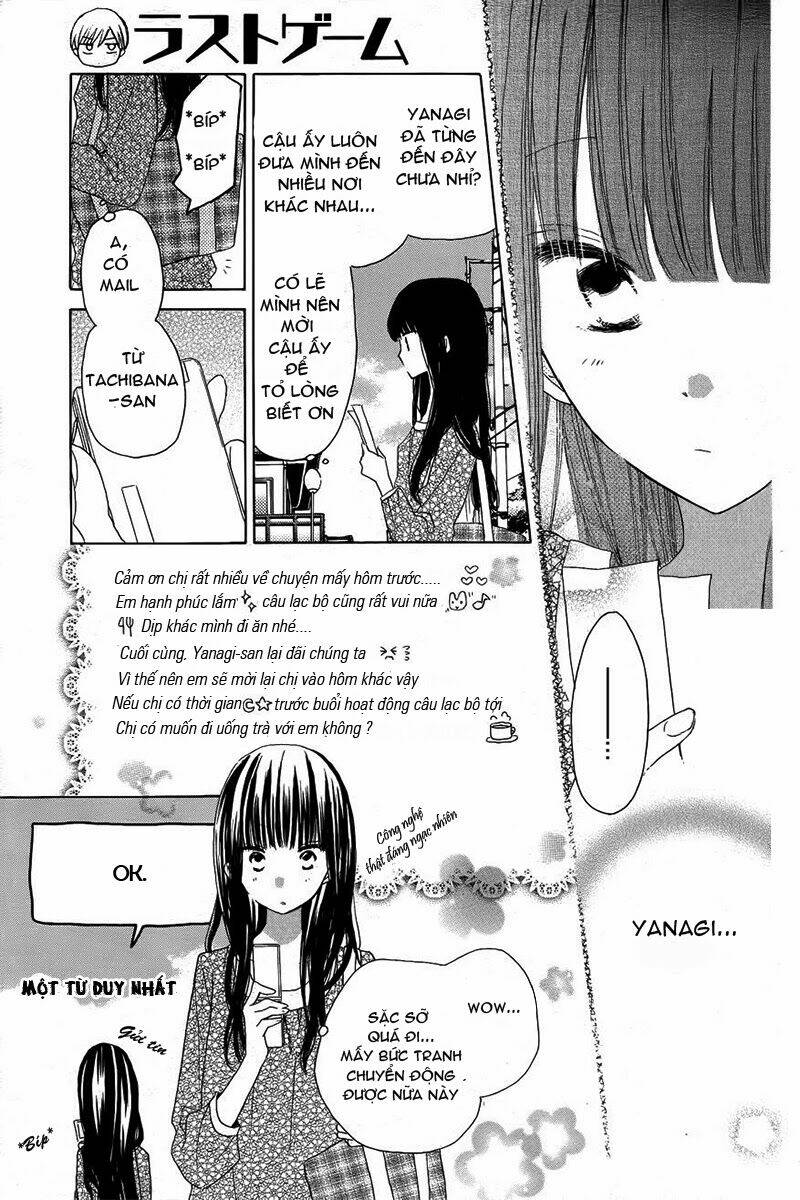 ラストゲーム
………
YANAGI...
YANAGI
ĐÃ TỪNG
ĐẾN ĐÂY
CHƯA NHỈ?
CẬU ẤY LUÔN
ĐƯA MÌNH ĐẾN
NHIỀU NƠI
KHÁC NHAU...
CÓ LẼ
MÌNH NÊN
MỜI
CẬU ẤY
ĐỂ
TỎ LÒNG
BIẾT ƠN
*BÍP*
*BÍP*
A,
CÓ
MAIL
TỪ
TACHIBANA
-SAN
Cảm ơn chị rất nhiều về chuyện mấy hôm trước.....
Em hạnh phúc lắm câu lạc bộ cũng rất vui nữa
Dịp khác mình đi ăn nhé....
Cuối cùng, Yanagi-san lại đãi chúng ta
Vì thế nên em sẽ mời lại chị vào hôm khác vậy
Nếu chị có thời gian trước buổi hoạt động câu lạc bộ tới
Chị có muốn đi uống trà với em không ?
Công nghệ
thật đáng ngạc nhiên
WOW...
SẶC SỠ
QUÁ ĐI...
MẤY BỨC TRANH
CHUYỂN ĐỘNG
ĐƯỢC NỮA NÀY
OK.
MỘT TỪ DUY NHẤT
Gửi tin
*Bíp*